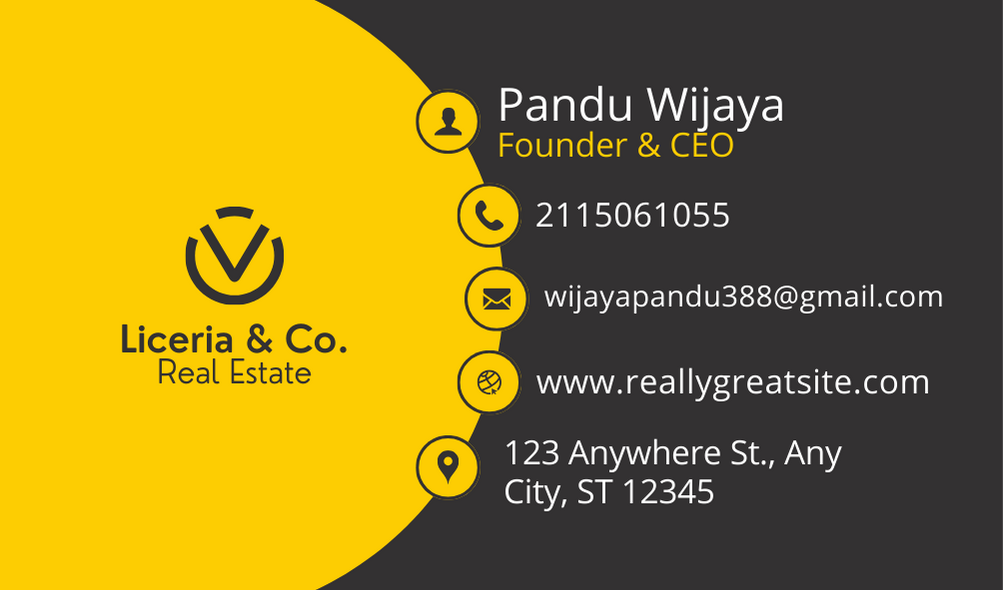 Liceria & Co.
Real Estate
Pandu Wijaya
Founder & CEO
2115061055
wijayapandu388@gmail.com
www.reallygreatsite.com
123 Anywhere St., Any
City, ST 12345